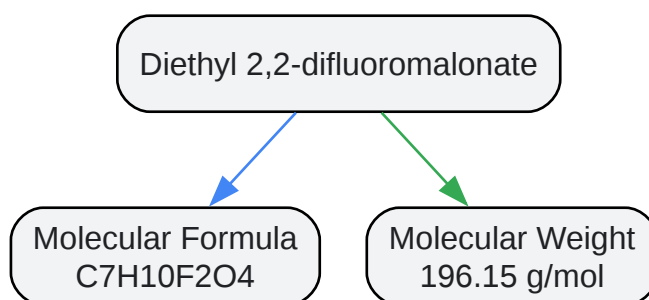 Diethyl 2,2-difluoromalonate
Molecular Formula
C7H10F2O4
Molecular Weight
196.15 g/mol